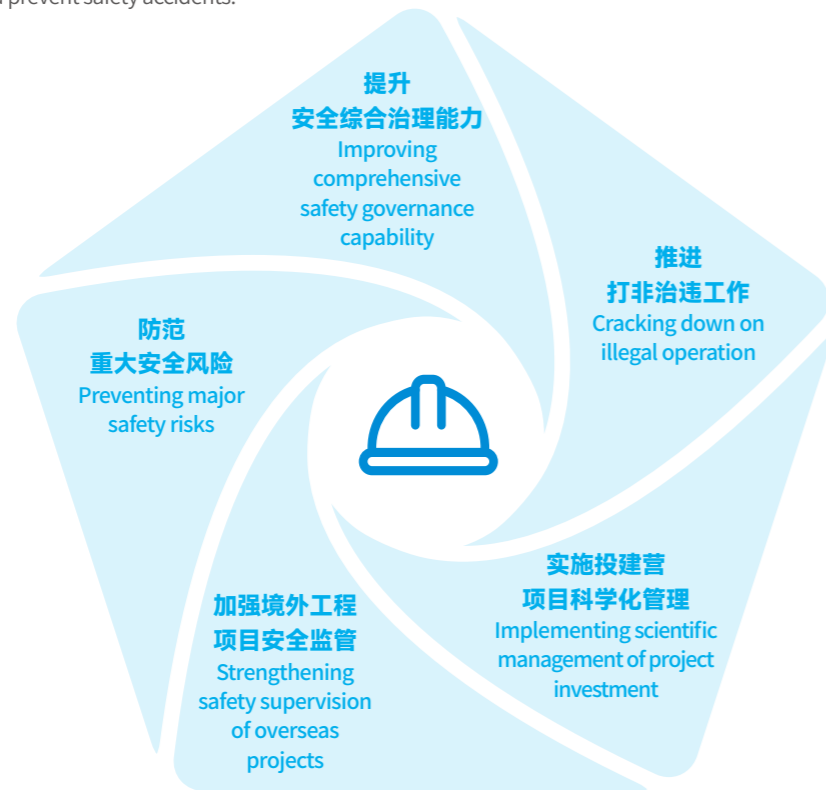 prevent safety accidents.
提升
安全综合治理能力
Improving
comprehensive
safety governance
capability
推进
打非治违工作
Cracking down on
illegal operation
防范
重大安全风险
Preventing major
safety risks
实施投建营
项目科学化管理
Implementing scientific
management of project
investment
加强境外工程
项目安全监管
Strengthening
safety supervision
of overseas
projects